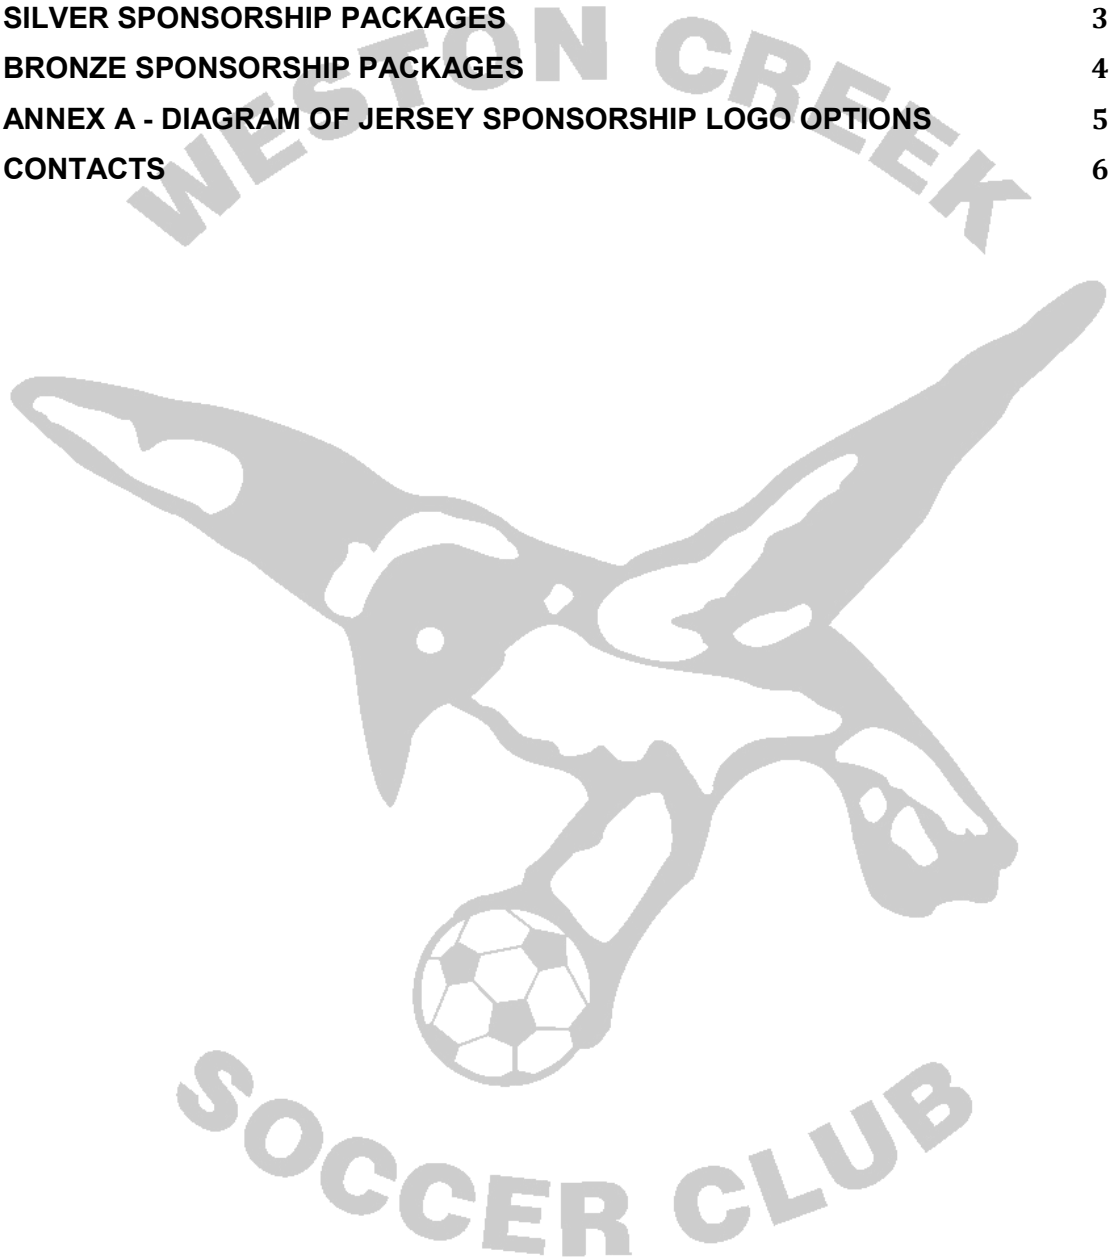 SILVER SPONSORSHIP PACKAGES 3
BRONZE SPONSORSHIP PACKAGES 4
ANNEX A - DIAGRAM OF JERSEY SPONSORSHIP LOGO OPTIONS 5
CONTACTS 6
WESTON CREEK
SOCCER CLUB